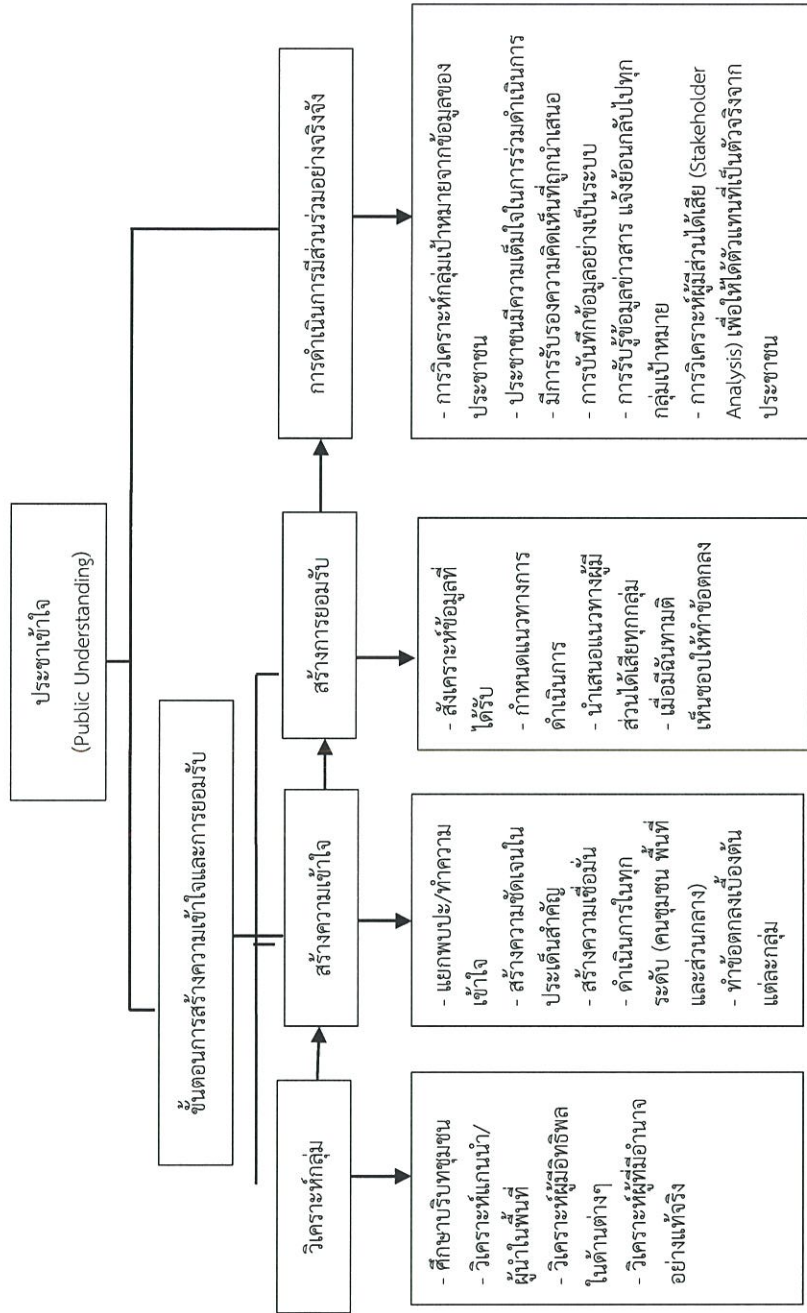 ประชาเข้าใจ
(Public Understanding)
ขั้นตอนการสร้างความเข้าใจและการยอมรับ
วิเคราะห์กลุ่ม
สร้างความเข้าใจ
สร้างการยอมรับ
การดำเนินการมีส่วนร่วมอย่างจริงจัง
- ศึกษาบริบทชุมชน
- วิเคราะห์แกนนำ/
ผู้นำในพื้นที่
- วิเคราะห์ผู้มีอิทธิพล
ในด้านต่างๆ
- วิเคราะห์ผู้ที่มีอำนาจ
อย่างแท้จริง
- แยกพบปะ/ทำความ
เข้าใจ
- สร้างความชัดเจนใน
ประเด็นสำคัญ
- สร้างความเชื่อมั่น
- ดำเนินการในทุก
ระดับ (คนชุมชน พื้นที่
และส่วนกลาง)
- ทำข้อตกลงเบื้องต้น
แต่ละกลุ่ม
- สังเคราะห์ข้อมูลที่
ได้รับ
- กำหนดแนวทางการ
ดำเนินการ
- นำเสนอแนวทางผู้มี
ส่วนได้เสียทุกกลุ่ม
- เมื่อมีฉันทามติ
เห็นชอบให้ทำข้อตกลง
- การวิเคราะห์กลุ่มเป้าหมายจากข้อมูลของ
ประชาชน
- ประชาชนมีความเต็มใจในการร่วมดำเนินการ
- มีการรับรองความคิดเห็นที่ถูกนำเสนอ
- การบันทึกข้อมูลอย่างเป็นระบบ
- การรับรู้ข้อมูลข่าวสาร แจ้งย้อนกลับไปทุก
กลุ่มเป้าหมาย
- การวิเคราะห์ผู้มีส่วนได้เสีย (Stakeholder
Analysis) เพื่อให้ได้ตัวแทนที่เป็นตัวจริงจาก
ประชาชน